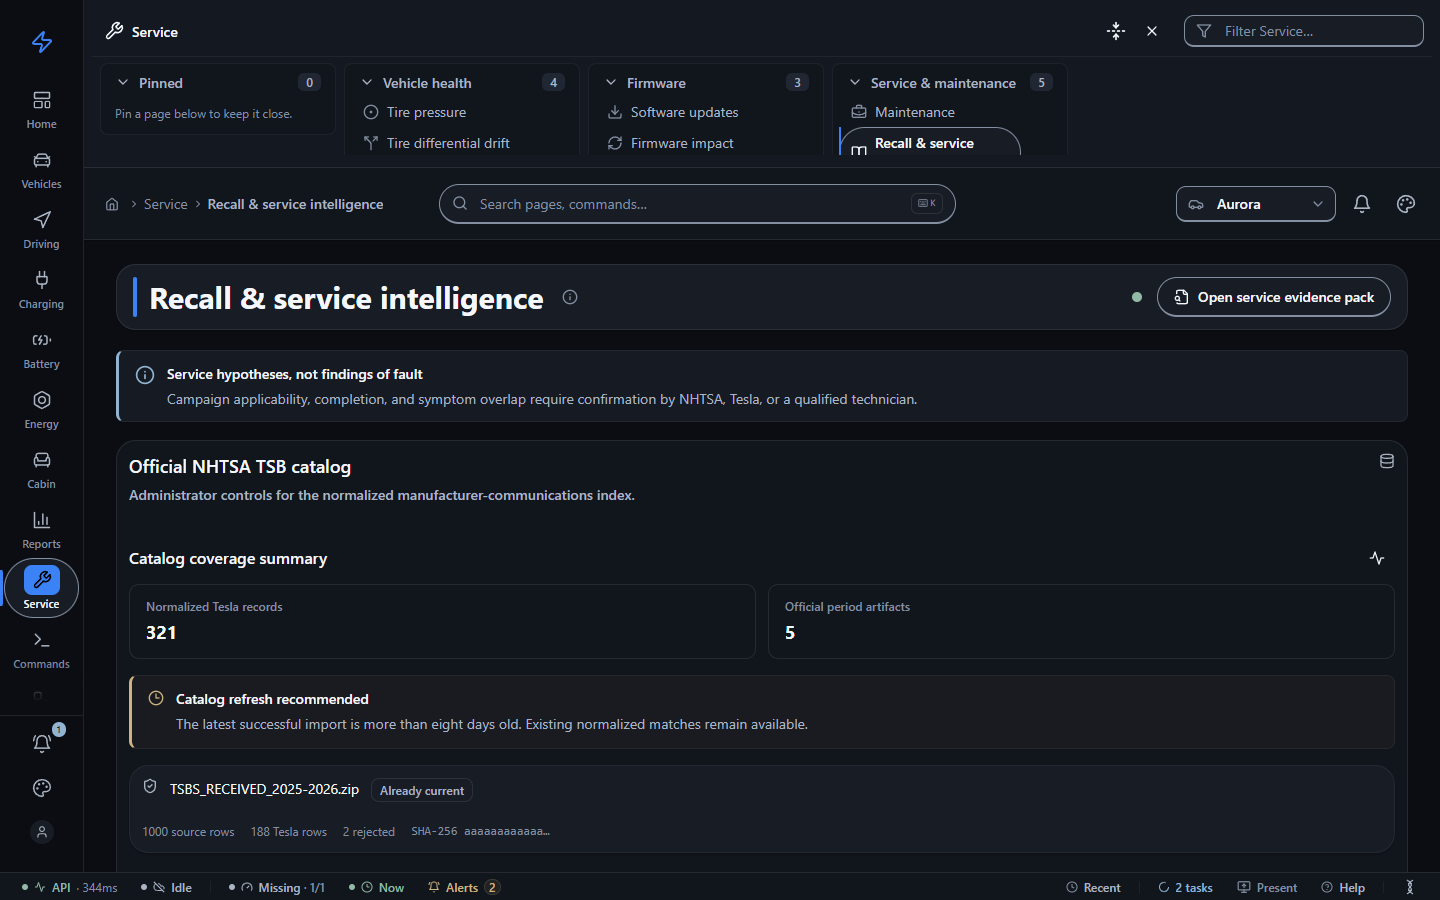 Service
Filter Service...
Pinned 0
Pin a page below to keep it close.
Vehicle health 4
Tire pressure
Tire differential drift
Firmware 3
Software updates
Firmware impact
Service & maintenance 5
Maintenance
Recall & service
Home
Vehicles
Driving
Charging
Battery
Energy
Cabin
Reports
Service
Commands
1
Service
Recall & service intelligence
Search pages, commands...
K
Aurora
Recall & service intelligence
Open service evidence pack
Service hypotheses, not findings of fault
Campaign applicability, completion, and symptom overlap require confirmation by NHTSA, Tesla, or a qualified technician.
Official NHTSA TSB catalog
Administrator controls for the normalized manufacturer-communications index.
Catalog coverage summary
Normalized Tesla records
321
Official period artifacts
5
Catalog refresh recommended
The latest successful import is more than eight days old. Existing normalized matches remain available.
TSBS_RECEIVED_2025-2026.zip
Already current
1000 source rows 188 Tesla rows 2 rejected SHA-256 aaaaaaaaaaaa…
API · 344ms
Idle
Missing · 1/1
Now
Alerts 2
Recent
2 tasks
Present
Help